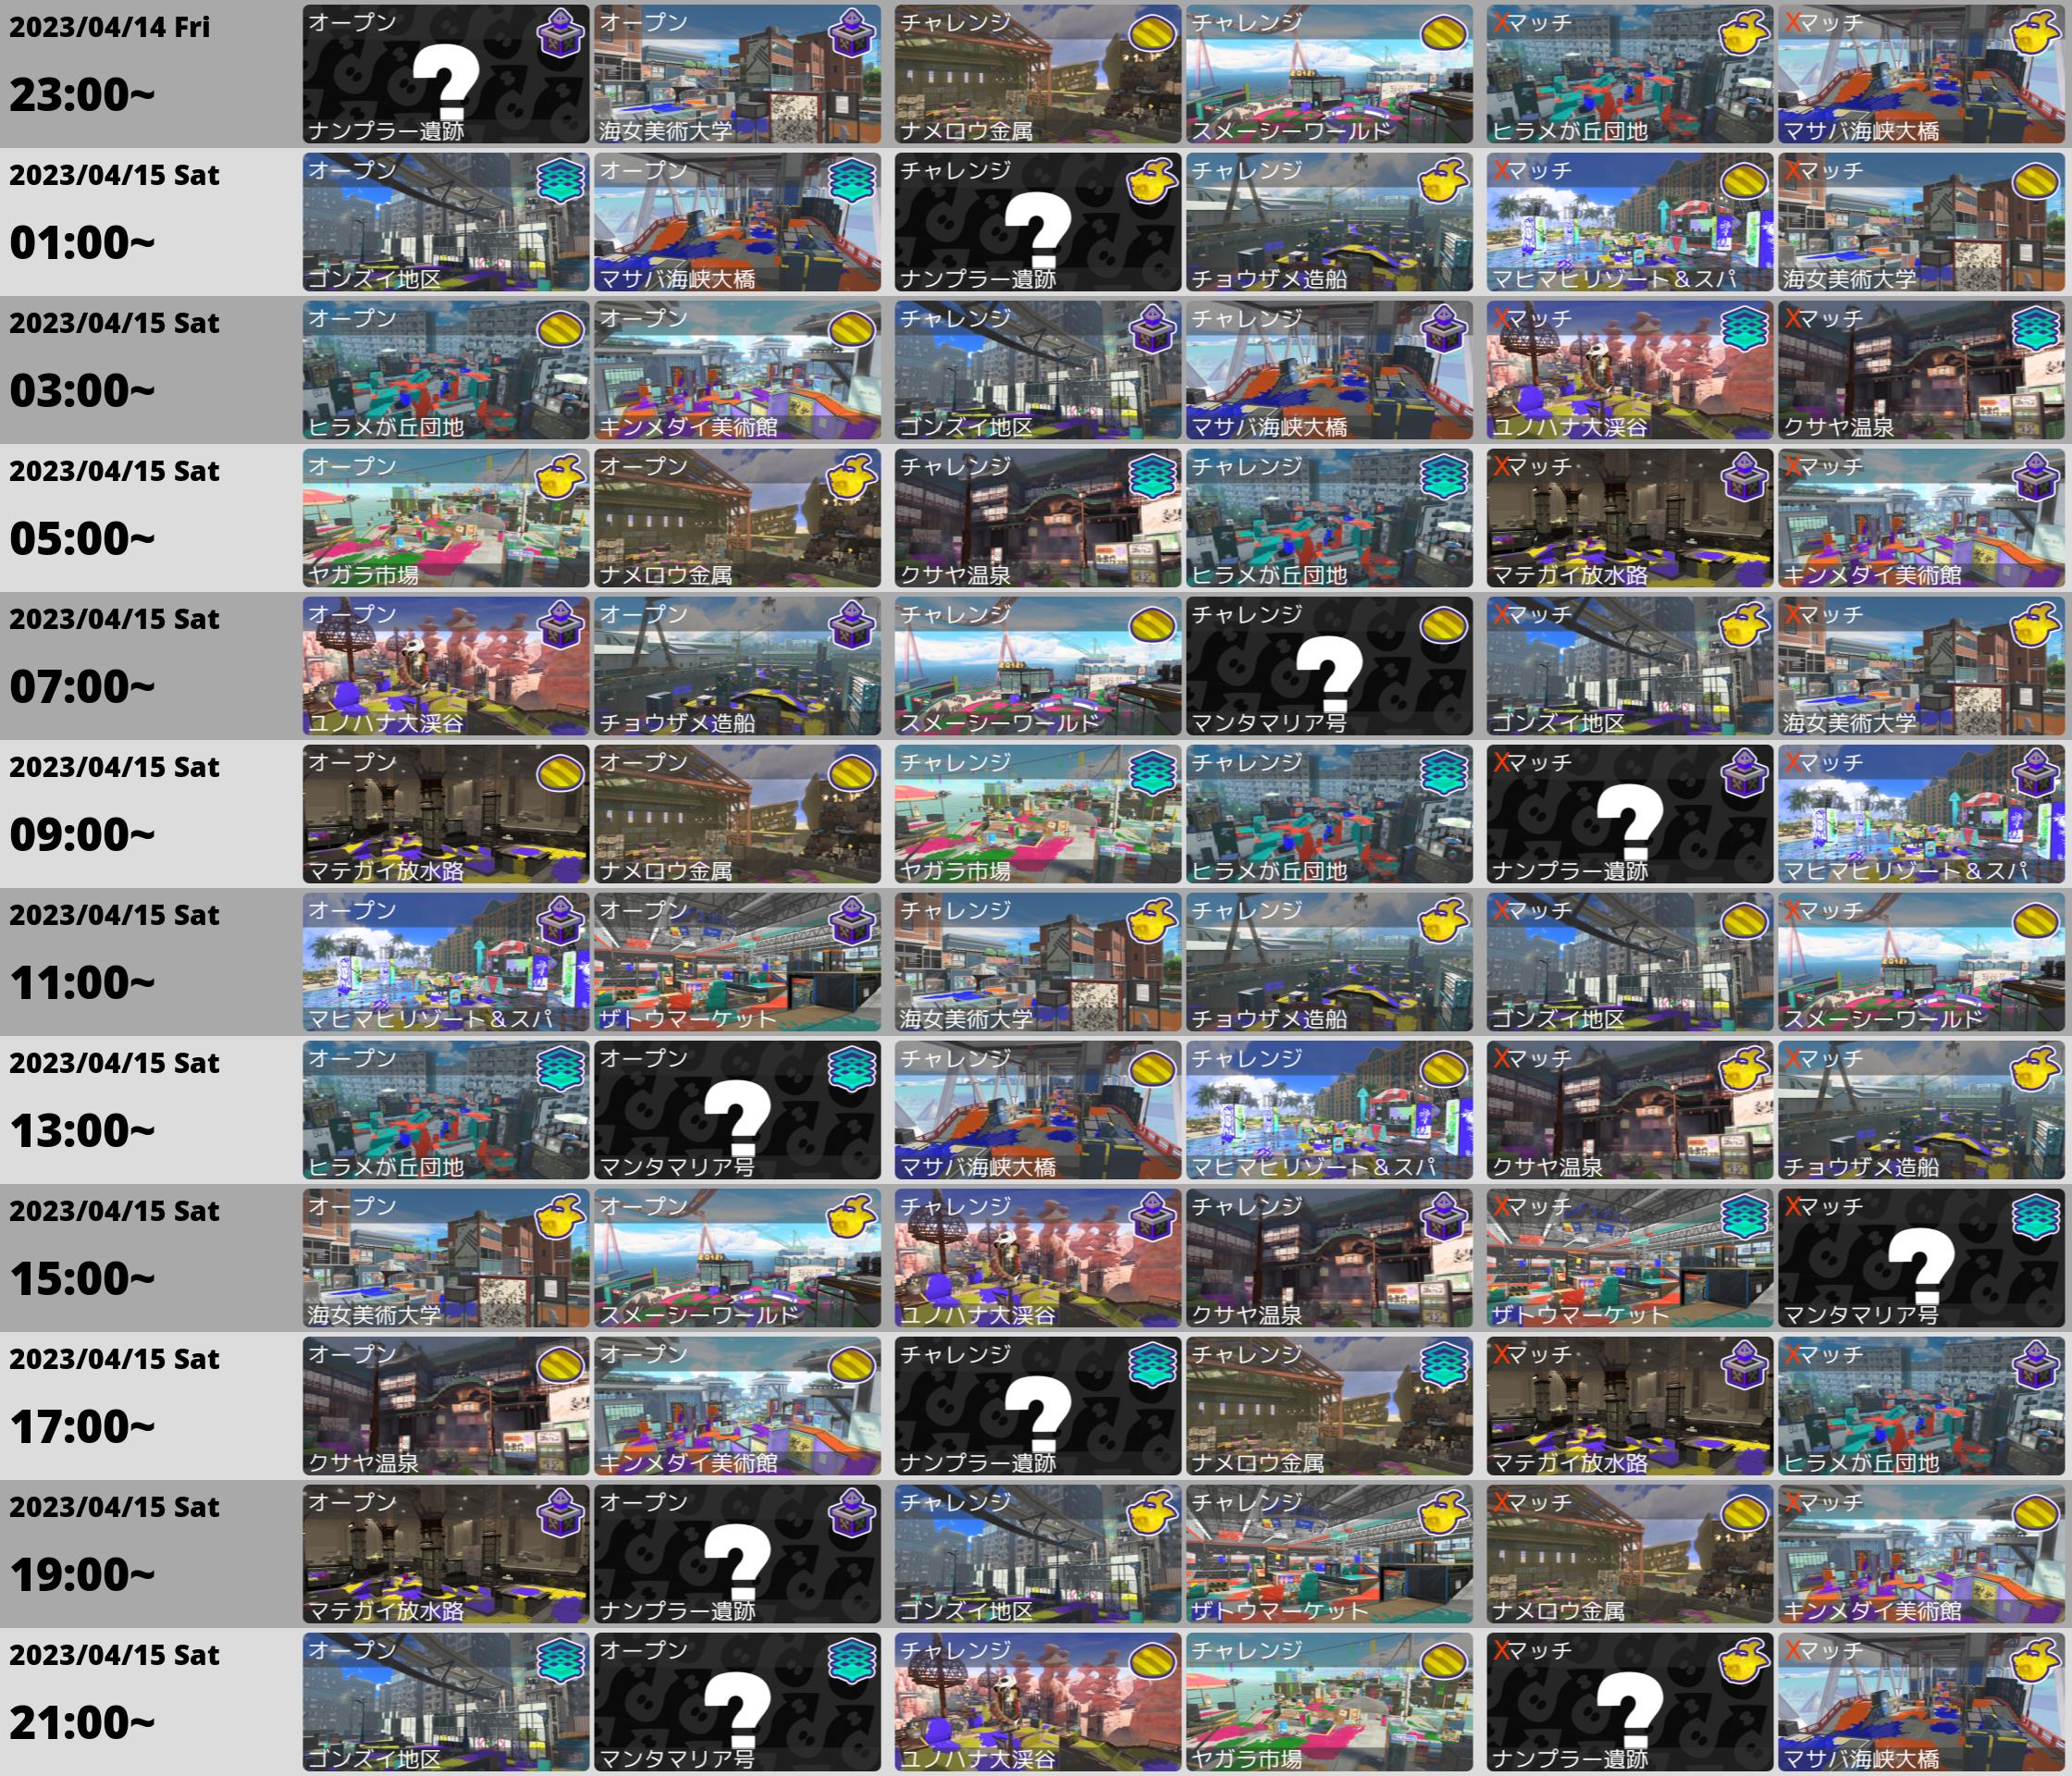 2023/04/14 Fri
23:00~
オープン
ナンプラー遺跡
オープン
海女美術大学
チャレンジ
ナメロウ金属
チャレンジ
スメーシーワールド
Xマッチ
ヒラメが丘団地
Xマッチ
マサバ海峡大橋
2023/04/15 Sat
01:00~
オープン
ゴンズイ地区
オープン
マサバ海峡大橋
チャレンジ
ナンプラー遺跡
チャレンジ
チョウザメ造船
Xマッチ
マヒマヒリゾート＆スパ
Xマッチ
海女美術大学
2023/04/15 Sat
03:00~
オープン
ヒラメが丘団地
オープン
キンメダイ美術館
チャレンジ
ゴンズイ地区
チャレンジ
マサバ海峡大橋
Xマッチ
ユノハナ大渓谷
Xマッチ
クサヤ温泉
2023/04/15 Sat
05:00~
オープン
ヤガラ市場
オープン
ナメロウ金属
チャレンジ
クサヤ温泉
チャレンジ
ヒラメが丘団地
Xマッチ
マテガイ放水路
Xマッチ
キンメダイ美術館
2023/04/15 Sat
07:00~
オープン
ユノハナ大渓谷
オープン
チョウザメ造船
チャレンジ
スメーシーワールド
チャレンジ
マンタマリア号
Xマッチ
ゴンズイ地区
Xマッチ
海女美術大学
2023/04/15 Sat
09:00~
オープン
マテガイ放水路
オープン
ナメロウ金属
チャレンジ
ヤガラ市場
チャレンジ
ヒラメが丘団地
Xマッチ
ナンプラー遺跡
Xマッチ
マヒマヒリゾート＆スパ
2023/04/15 Sat
11:00~
オープン
マヒマヒリゾート＆スパ
オープン
ザトウマーケット
チャレンジ
海女美術大学
チャレンジ
チョウザメ造船
Xマッチ
ゴンズイ地区
Xマッチ
スメーシーワールド
2023/04/15 Sat
13:00~
オープン
ヒラメが丘団地
オープン
マンタマリア号
チャレンジ
マサバ海峡大橋
チャレンジ
マヒマヒリゾート＆スパ
Xマッチ
クサヤ温泉
Xマッチ
チョウザメ造船
2023/04/15 Sat
15:00~
オープン
海女美術大学
オープン
スメーシーワールド
チャレンジ
ユノハナ大渓谷
チャレンジ
クサヤ温泉
Xマッチ
ザトウマーケット
Xマッチ
マンタマリア号
2023/04/15 Sat
17:00~
オープン
クサヤ温泉
オープン
キンメダイ美術館
チャレンジ
ナンプラー遺跡
チャレンジ
ナメロウ金属
Xマッチ
マテガイ放水路
Xマッチ
ヒラメが丘団地
2023/04/15 Sat
19:00~
オープン
マテガイ放水路
オープン
ナンプラー遺跡
チャレンジ
ゴンズイ地区
チャレンジ
ザトウマーケット
Xマッチ
ナメロウ金属
Xマッチ
キンメダイ美術館
2023/04/15 Sat
21:00~
オープン
ゴンズイ地区
オープン
マンタマリア号
チャレンジ
ユノハナ大渓谷
チャレンジ
ヤガラ市場
Xマッチ
ナンプラー遺跡
Xマッチ
マサバ海峡大橋